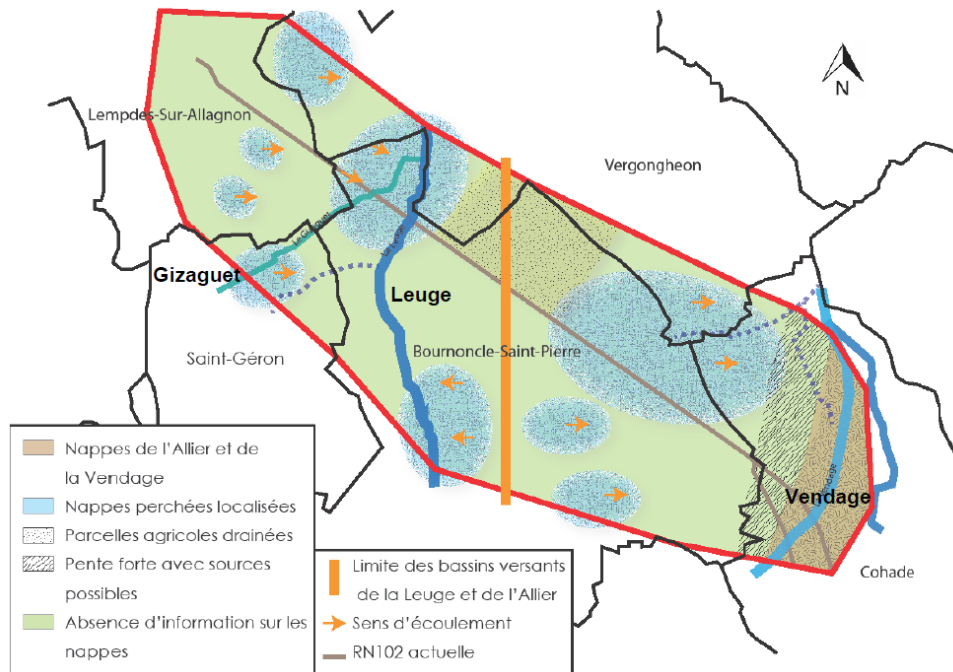 Lempdes-Sur-Allagnon
N
Vergongheon
Gizaguet
Leuge
Saint-Géron
Bournoncle-Saint-Pierre
Vendage
Cohade
Nappes de l'Allier et de
la Vendage
Nappes perchées localisées
Parcelles agricoles drainées
Pente forte avec sources
possibles
Absence d'information sur les
nappes
Limite des bassins versants
de la Leuge et de l'Allier
Sens d'écoulement
RN102 actuelle